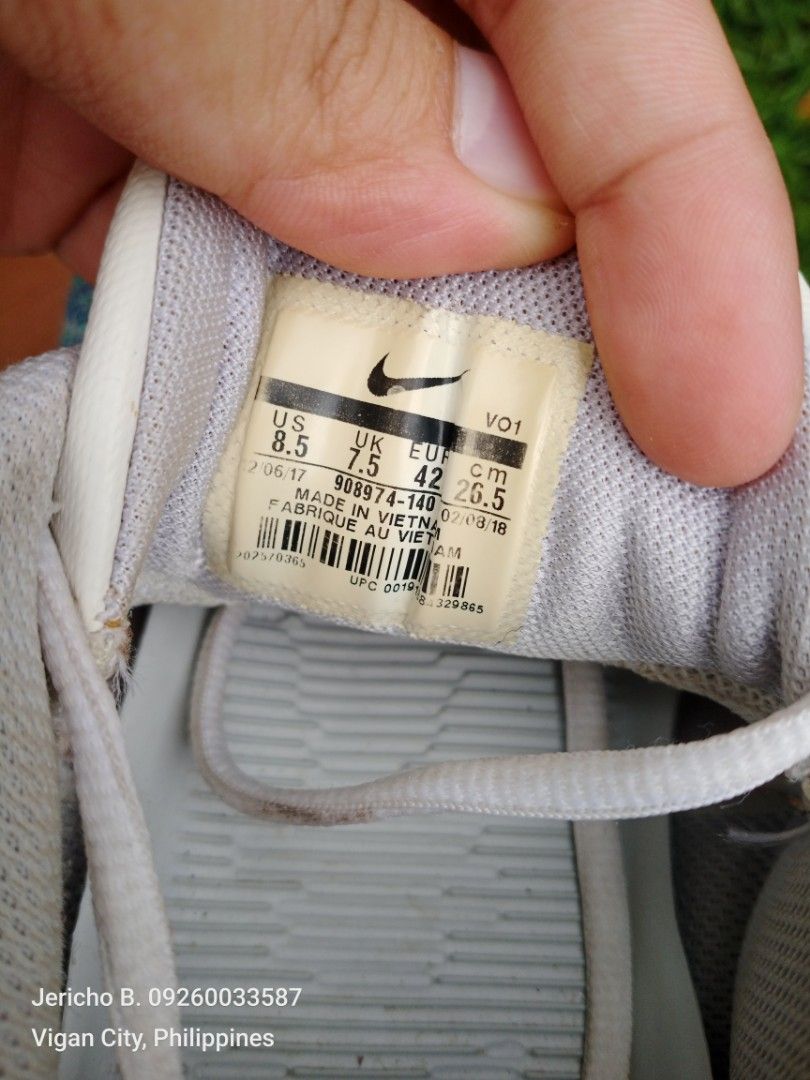 VO1
US UK EUR cm
8.5 7.5 42 26.5
2/06/17 908974-140 02/08/18
MADE IN VIETNAM
FABRIQUE AU VIETNAM
UPC
Jericho B. 09260033587
Vigan City, Philippines